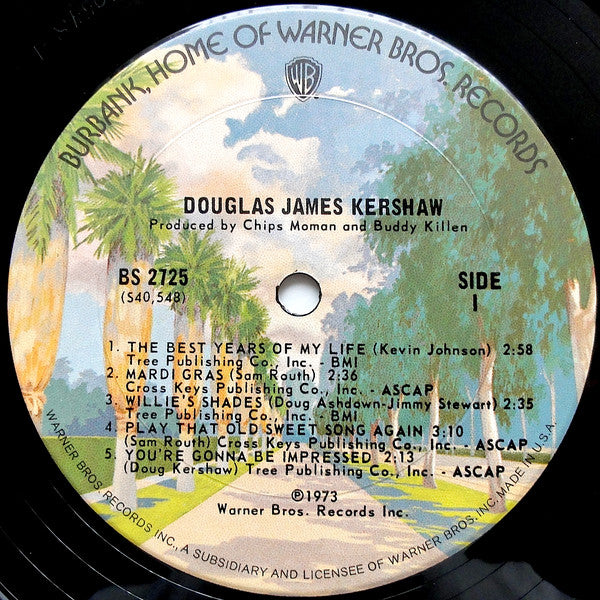 BURBANK, HOME OF WARNER BROS. RECORDS
WB
DOUGLAS JAMES KERSHAW
Produced by Chips Moman and Buddy Killen
BS 2725
(S40,548)
SIDE
1
1. THE BEST YEARS OF MY LIFE (Kevin Johnson) 2:58
Tree Publishing Co., Inc. - BMI
2. MARDI GRAS (Sam Routh) 2:36
Cross Keys Publishing Co., Inc. - ASCAP
3. WILLIE'S SHADES (Doug Ashdown-Jimmy Stewart) 2:35
Tree Publishing Co., Inc. - BMI
4. PLAY THAT OLD SWEET SONG AGAIN 3:10
(Sam Routh) Cross Keys Publishing Co., Inc. - ASCAP
5. YOU'RE GONNA BE IMPRESSED 2:13
(Doug Kershaw) Tree Publishing Co., Inc. - ASCAP
℗1973
Warner Bros. Records Inc.
WARNER BROS. RECORDS INC., A SUBSIDIARY AND LICENSEE OF WARNER BROS. INC. MADE IN U.S.A.